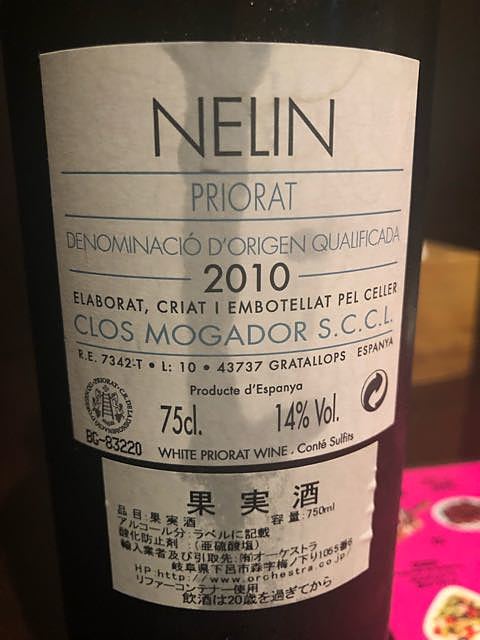 NELIN
PRIORAT
DENOMINACIÓ D'ORIGEN QUALIFICADA
2010
ELABORAT, CRIAT I EMBOTELLAT PEL CELLER
CLOS MOGADOR S.C.C.L.
R.E. 7342-T • L: 10 • 43737 GRATALLOPS ESPANYA
Producte d'Espanya
75cl. 14% Vol.
BG-83220
WHITE PRIORAT WINE . Conté Sulfits
果実酒
品目:果実酒 容量:750ml
アルコール分:ラベルに記載
酸化防止剤 :(亜硫酸塩)
輸入業者及び引取先:㈲オーケストラ
岐阜県下呂市森字梅ノ下り1065番6
HP:http://www.orchestra.co.jp
リファーコンテナー使用
飲酒は20歳を過ぎてから